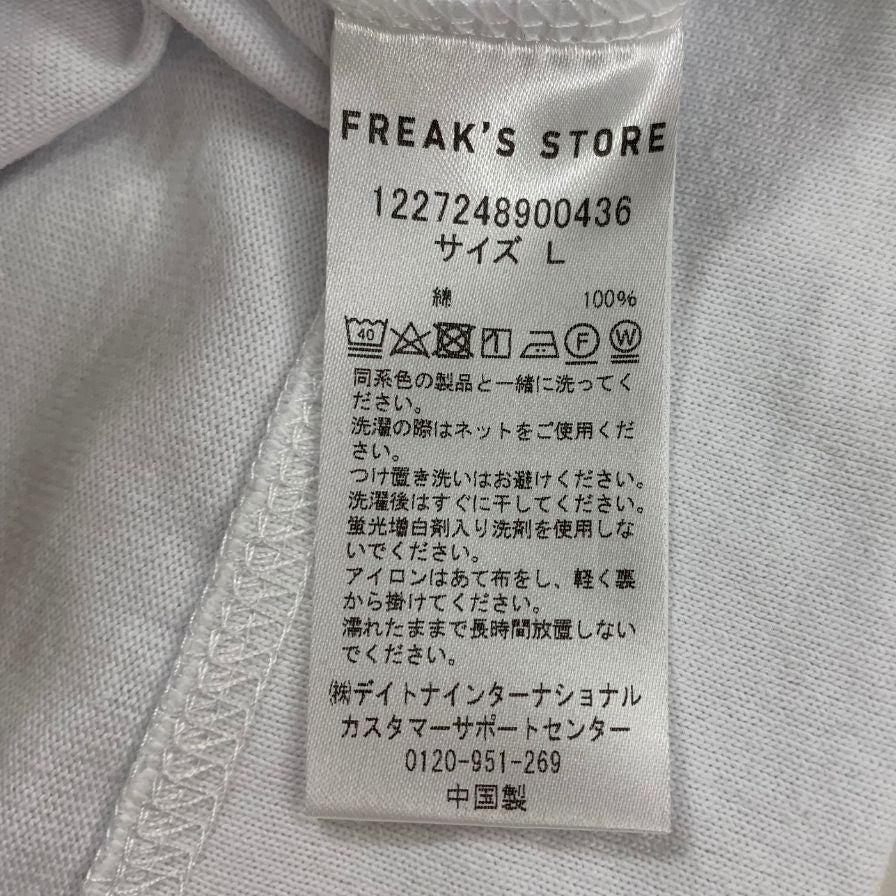 FREAK'S STORE
1227248900436
サイズ L
綿 100%
40 F W
同系色の製品と一緒に洗ってく
ださい。
洗濯の際はネットをご使用くだ
さい。
つけ置き洗いはお避けください。
洗濯後はすぐに干してください。
蛍光増白剤入り洗剤を使用しな
いでください。
アイロンはあて布をし、軽く裏
から掛けてください。
濡れたままで長時間放置しない
でください。
㈱デイトナインターナショナル
カスタマーサポートセンター
0120-951-269
中国製